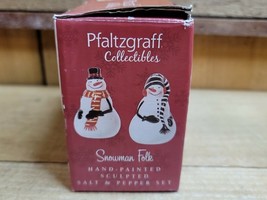 Pfaltzgraff
Collectibles
Snowman Folk
HAND-PAINTED
SCULPTED
SALT & PEPPER SET